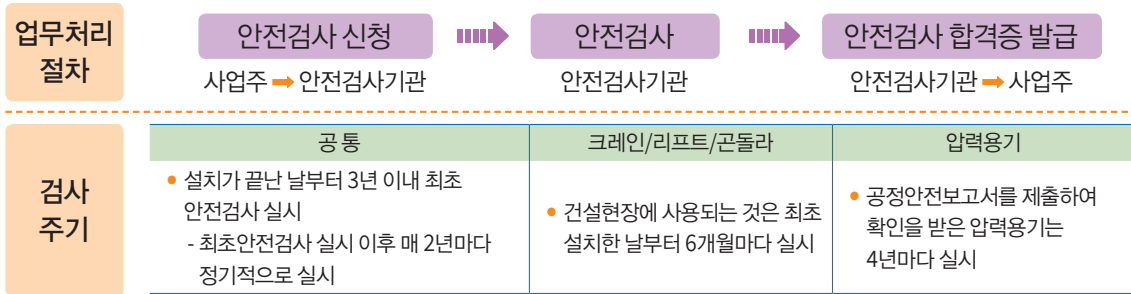 업무처리
절차
안전검사 신청
안전검사
안전검사 합격증 발급
사업주 ➡ 안전검사기관
안전검사기관
안전검사기관 ➡ 사업주
검사
주기
공 통
크레인/리프트/곤돌라
압력용기
• 설치가 끝난 날부터 3년 이내 최초
안전검사 실시
- 최초안전검사 실시 이후 매 2년마다
정기적으로 실시
• 건설현장에 사용되는 것은 최초
설치한 날부터 6개월마다 실시
• 공정안전보고서를 제출하여
확인을 받은 압력용기는
4년마다 실시